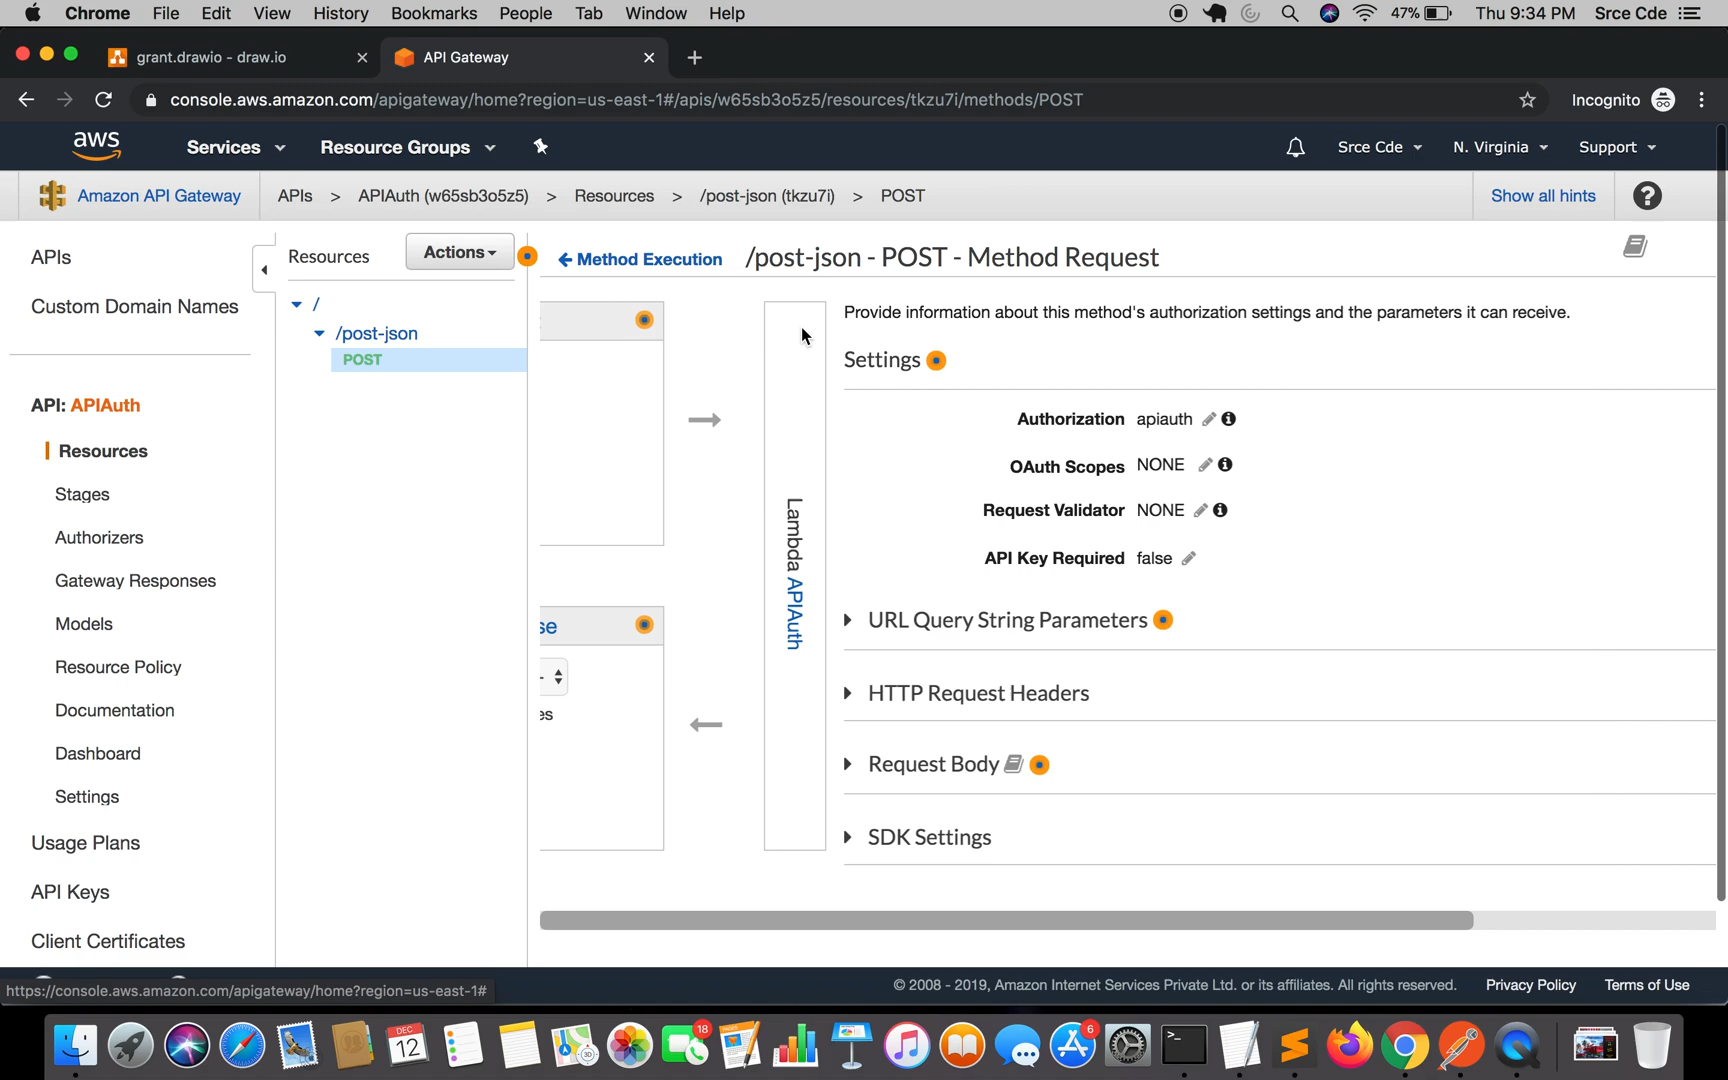 Chrome File Edit View History Bookmarks People Tab Window Help 47% Thu 9:34 PM Srce Cde
grant.drawio - draw.io API Gateway
console.aws.amazon.com/apigateway/home?region=us-east-1#/apis/w65sb3o5z5/resources/tkzu7i/methods/POST Incognito
aws Services Resource Groups Srce Cde N. Virginia Support
Amazon API Gateway APIs > APIAuth (w65sb3o5z5) > Resources > /post-json (tkzu7i) > POST Show all hints ?
APIs
Custom Domain Names
API: APIAuth
Resources
Stages
Authorizers
Gateway Responses
Models
Resource Policy
Documentation
Dashboard
Settings
Usage Plans
API Keys
Client Certificates
Resources Actions
/
/post-json
POST
Method Execution /post-json - POST - Method Request
se
es
Lambda APIAuth
Provide information about this method's authorization settings and the parameters it can receive.
Settings
Authorization apiauth
OAuth Scopes NONE
Request Validator NONE
API Key Required false
URL Query String Parameters
HTTP Request Headers
Request Body
SDK Settings
https://console.aws.amazon.com/apigateway/home?region=us-east-1#
© 2008 - 2019, Amazon Internet Services Private Ltd. or its affiliates. All rights reserved. Privacy Policy Terms of Use
DEC
12
18
6